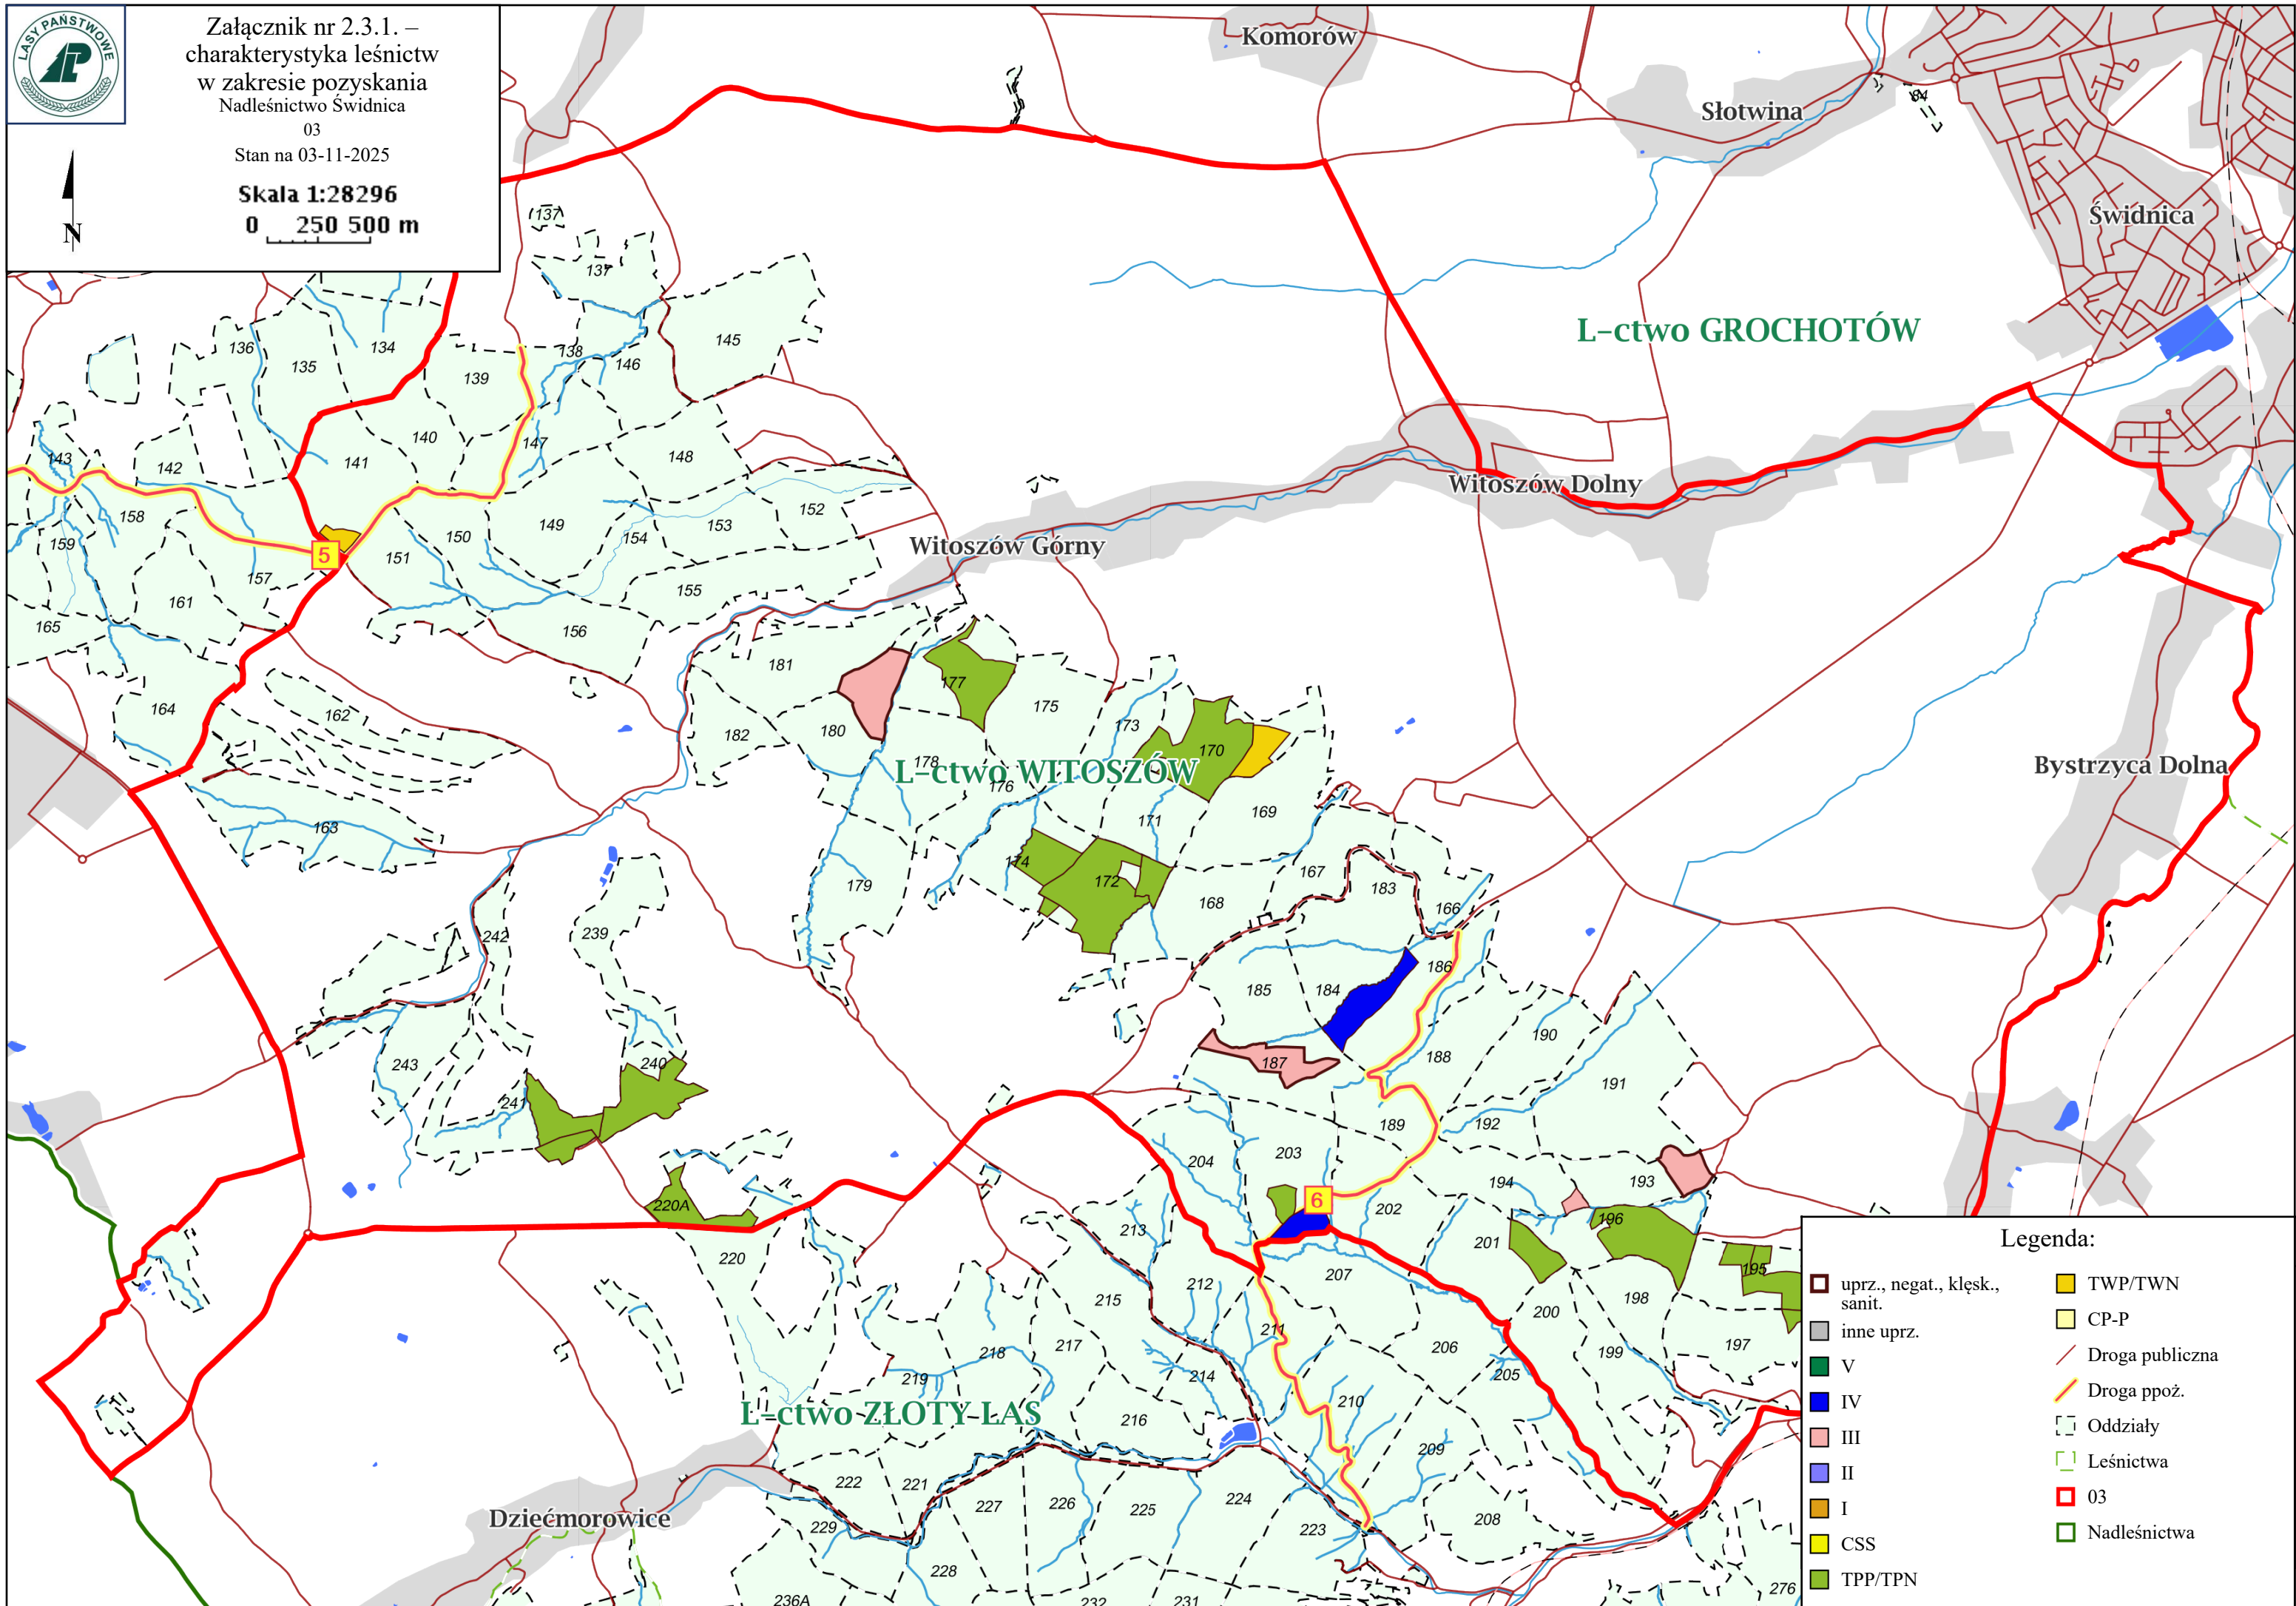 LASY PAŃSTWOWE
Załącznik nr 2.3.1. –
charakterystyka leśnictw
w zakresie pozyskania
Nadleśnictwo Świdnica
03
Stan na 03-11-2025
Skala 1:28296
0 250 500 m
N
Komorów
Słotwina
84
Świdnica
L-ctwo GROCHOTÓW
137
137
145
136
134
135
138
146
139
140
147
148
143
142
141
158
150
149
153
152
159
154
5
151
Witoszów Dolny
Witoszów Górny
157
155
161
165
156
181
177
175
164
162
182
180
173
170
178
L-ctwo WITOSZÓW
176
Bystrzyca Dolna
163
171
169
174
172
167
183
179
168
166
242
239
186
185
184
190
243
240
187
188
191
241
189
192
204
203
194
193
220A
6
202
196
213
201
220
207
195
212
215
200
198
211
217
206
218
199
197
219
214
205
210
L-ctwo ZŁOTY LAS
216
209
222
221
227
226
225
224
Dziećmorowice
229
223
208
228
236A
232
231
276
Legenda:
uprz., negat., klęsk.,
sanit.
inne uprz.
V
IV
III
II
I
CSS
TPP/TPN
TWP/TWN
CP-P
Droga publiczna
Droga ppoż.
Oddziały
Leśnictwa
03
Nadleśnictwa